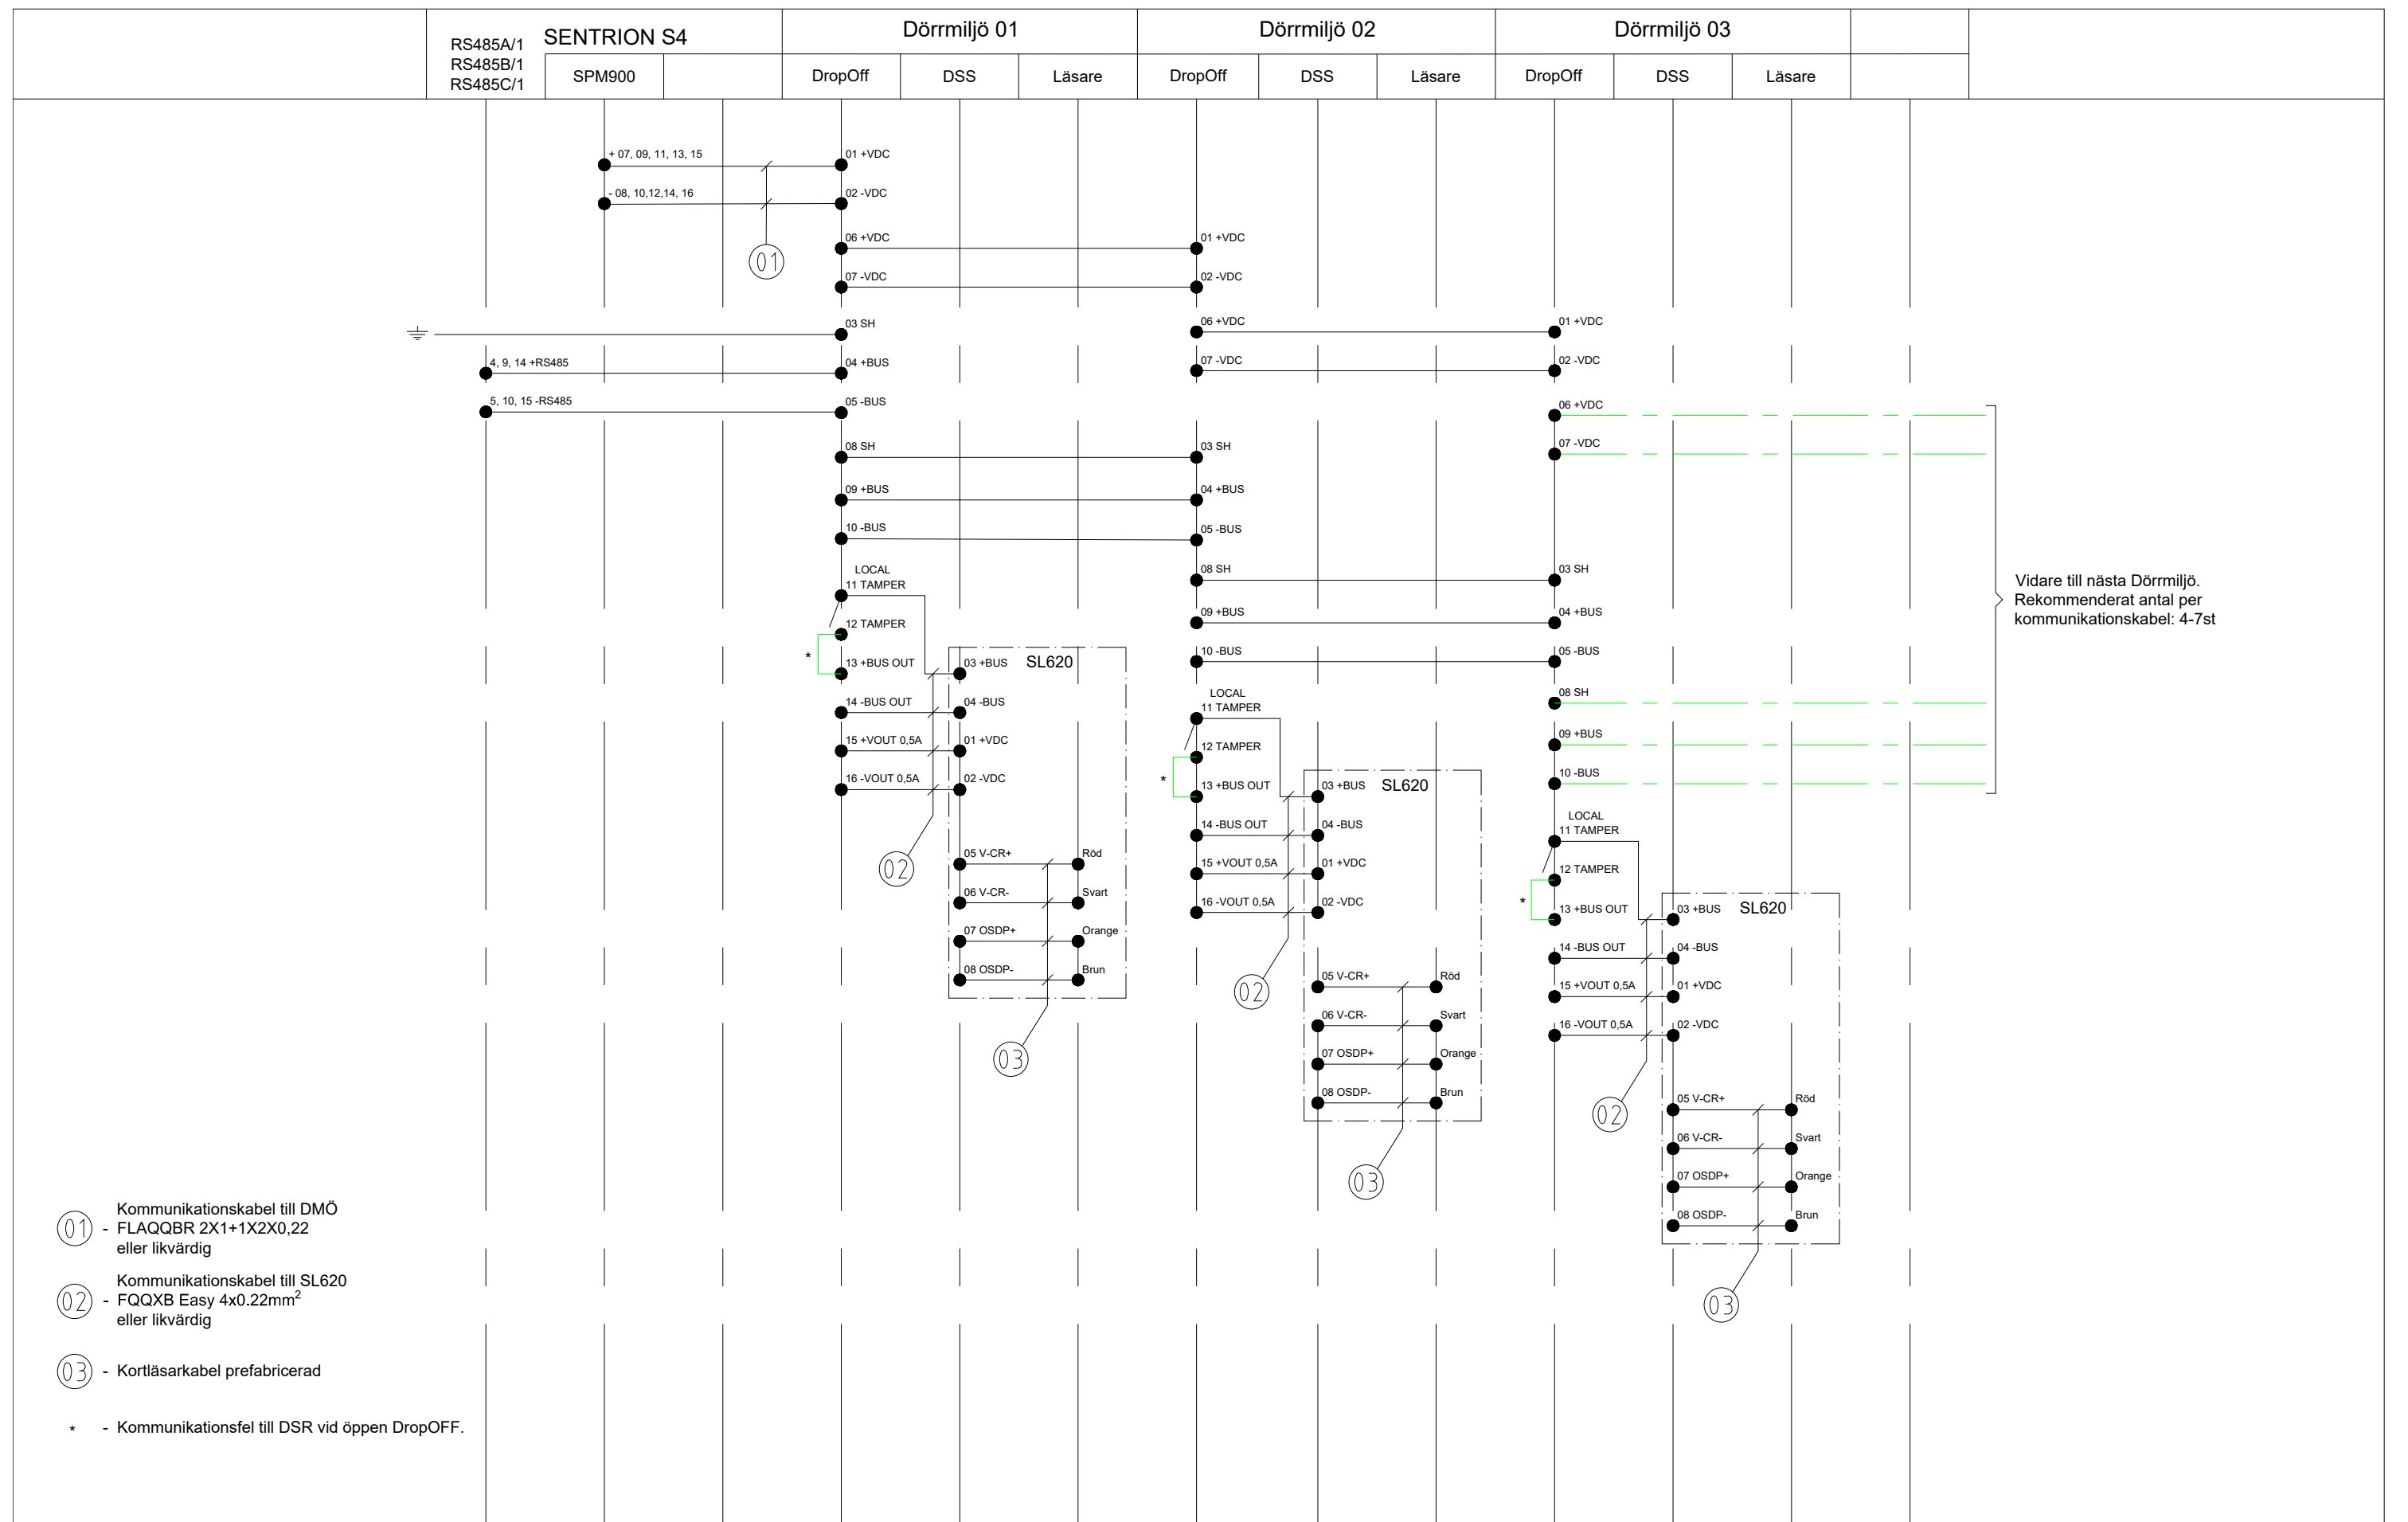 RS485A/1
RS485B/1
RS485C/1
SENTRION S4
SPM900
Dörrmiljö 01
DropOff
DSS
Läsare
Dörrmiljö 02
DropOff
DSS
Läsare
Dörrmiljö 03
DropOff
DSS
Läsare
+ 07, 09, 11, 13, 15
- 08, 10,12,14, 16
4, 9, 14 +RS485
5, 10, 15 -RS485
01
01 +VDC
02 -VDC
06 +VDC
07 -VDC
03 SH
04 +BUS
05 -BUS
08 SH
09 +BUS
10 -BUS
LOCAL
11 TAMPER
12 TAMPER
*
13 +BUS OUT
14 -BUS OUT
15 +VOUT 0,5A
16 -VOUT 0,5A
02
SL620
03 +BUS
04 -BUS
01 +VDC
02 -VDC
05 V-CR+
Röd
06 V-CR-
Svart
07 OSDP+
Orange
08 OSDP-
Brun
03
01 +VDC
02 -VDC
06 +VDC
07 -VDC
03 SH
04 +BUS
05 -BUS
08 SH
09 +BUS
10 -BUS
LOCAL
11 TAMPER
12 TAMPER
*
13 +BUS OUT
14 -BUS OUT
15 +VOUT 0,5A
16 -VOUT 0,5A
02
SL620
03 +BUS
04 -BUS
01 +VDC
02 -VDC
05 V-CR+
Röd
06 V-CR-
Svart
07 OSDP+
Orange
08 OSDP-
Brun
03
01 +VDC
02 -VDC
06 +VDC
07 -VDC
03 SH
04 +BUS
05 -BUS
08 SH
09 +BUS
10 -BUS
LOCAL
11 TAMPER
12 TAMPER
*
13 +BUS OUT
14 -BUS OUT
15 +VOUT 0,5A
16 -VOUT 0,5A
02
SL620
03 +BUS
04 -BUS
01 +VDC
02 -VDC
05 V-CR+
Röd
06 V-CR-
Svart
07 OSDP+
Orange
08 OSDP-
Brun
03
Vidare till nästa Dörrmiljö.
Rekommenderat antal per
kommunikationskabel: 4-7st
Kommunikationskabel till DMÖ
01 - FLAQQBR 2X1+1X2X0,22
eller likvärdig
Kommunikationskabel till SL620
02 - FQQXB Easy 4x0.22mm²
eller likvärdig
03 - Kortläsarkabel prefabricerad
* - Kommunikationsfel till DSR vid öppen DropOFF.